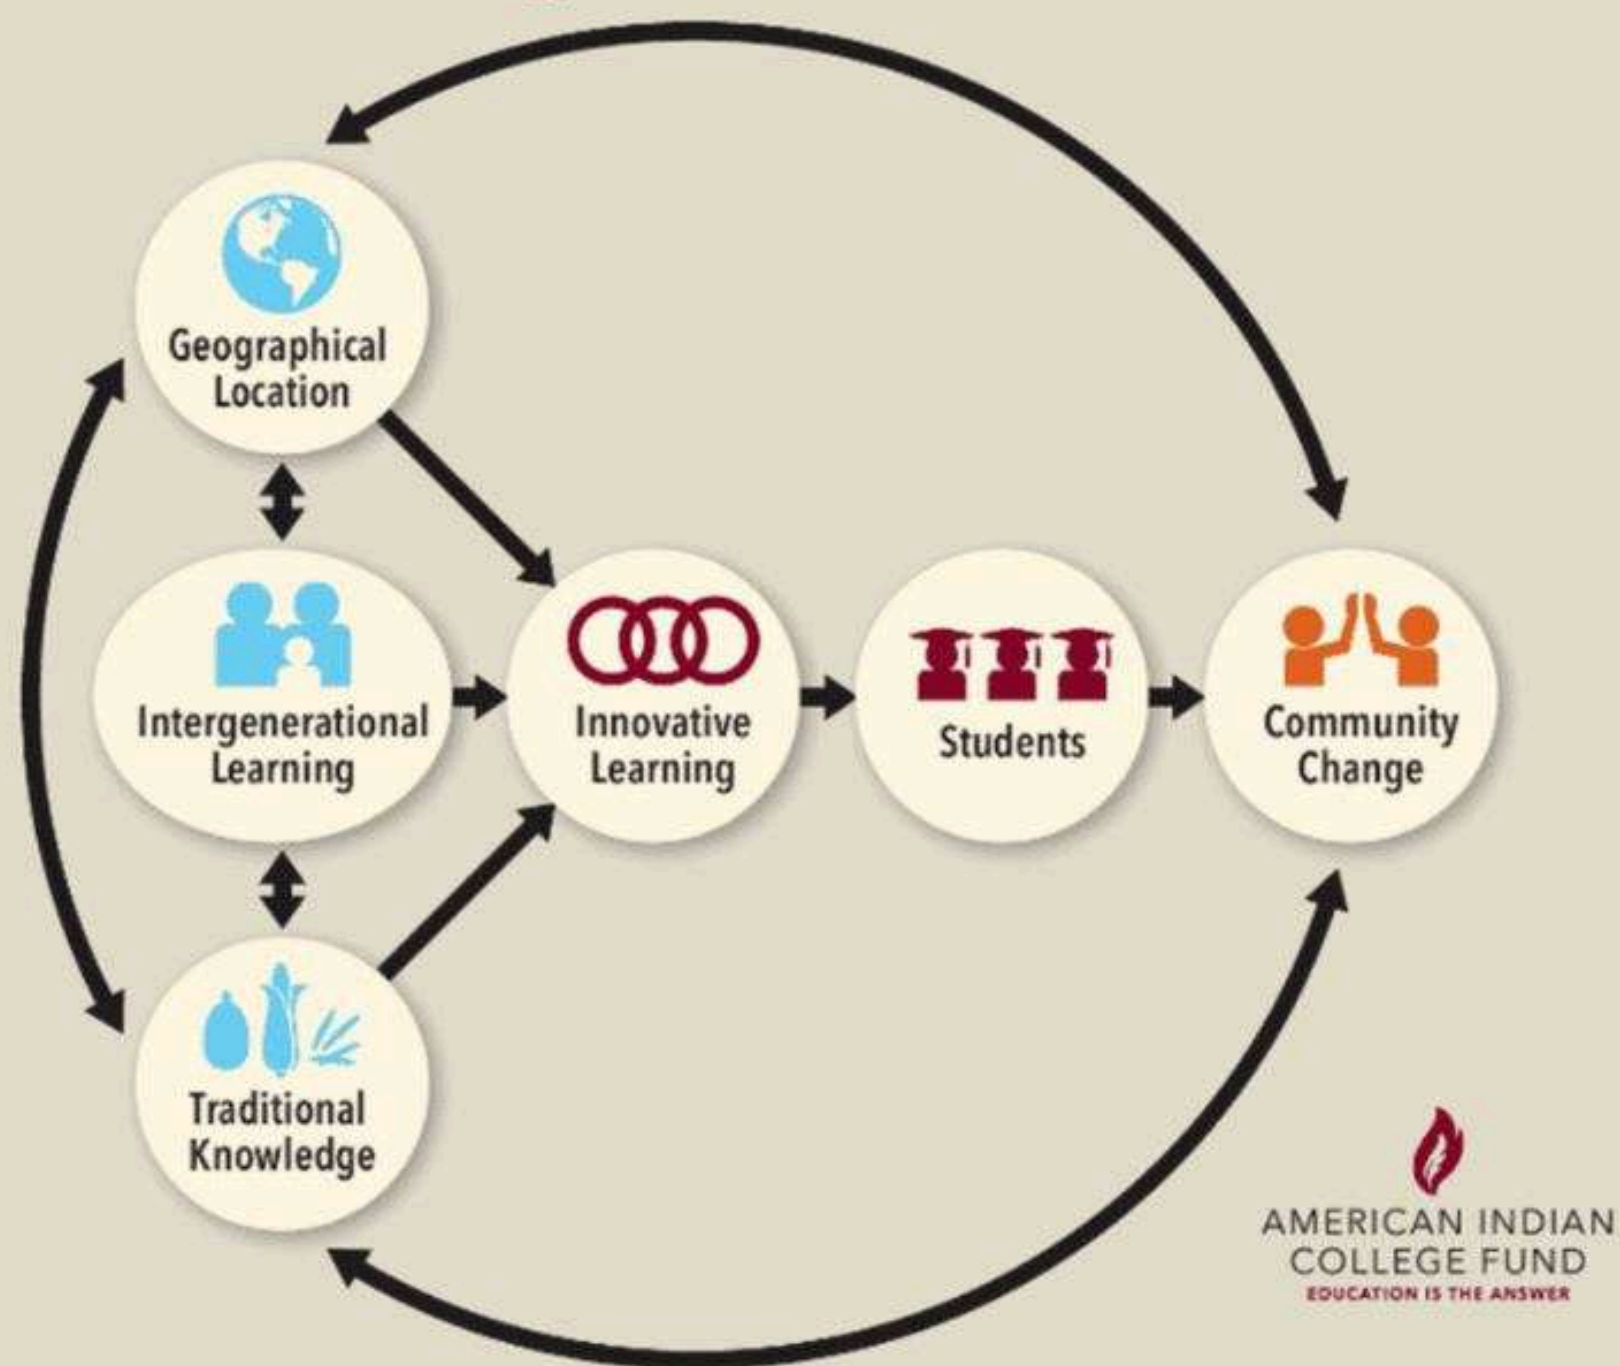 Geographical
Location
Intergenerational
Learning
Innovative
Learning
Students
Community
Change
Traditional
Knowledge
AMERICAN INDIAN
COLLEGE FUND
EDUCATION IS THE ANSWER